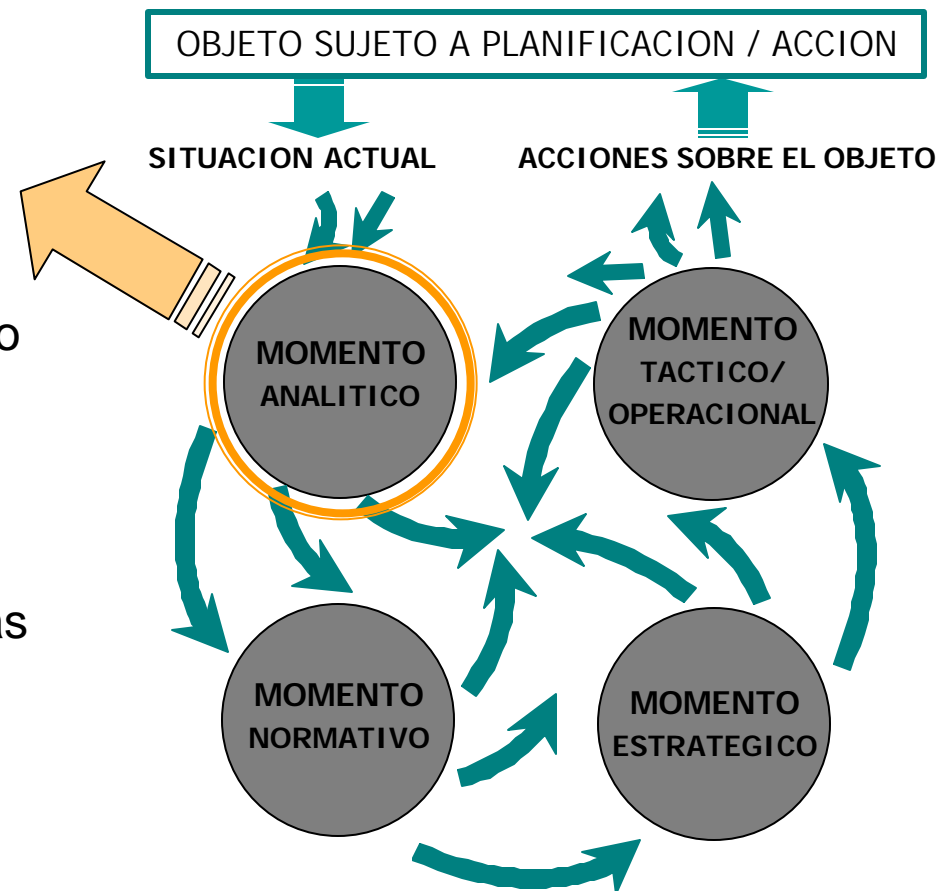 OBJETO SUJETO A PLANIFICACION / ACCION
SITUACION ACTUAL
ACCIONES SOBRE EL OBJETO
o
MOMENTO
ANALITICO
MOMENTO
TACTICO/
OPERACIONAL
as
MOMENTO
NORMATIVO
MOMENTO
ESTRATEGICO